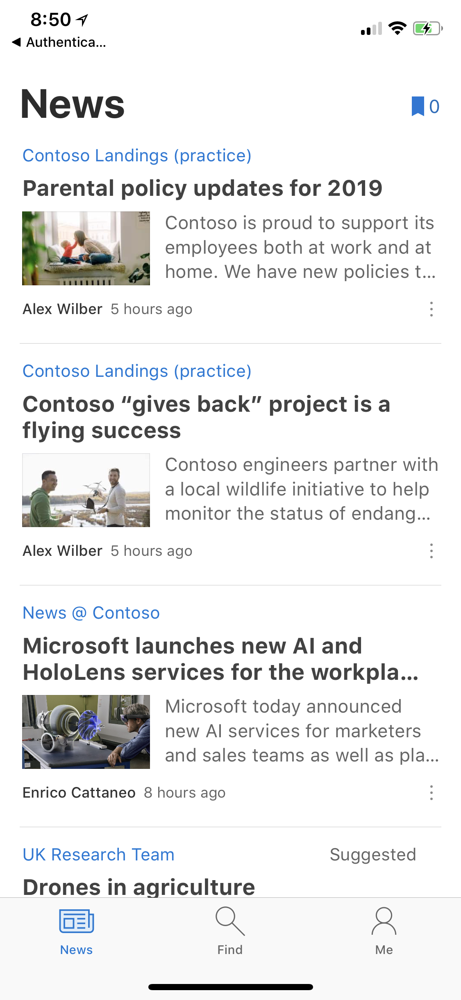 8:50
Authentica...
News
0
Contoso Landings (practice)
Parental policy updates for 2019
Contoso is proud to support its
employees both at work and at
home. We have new policies t...
Alex Wilber 5 hours ago
Contoso Landings (practice)
Contoso “gives back” project is a
flying success
Contoso engineers partner with
a local wildlife initiative to help
monitor the status of endang...
Alex Wilber 5 hours ago
News @ Contoso
Microsoft launches new AI and
HoloLens services for the workpla...
Microsoft today announced
new AI services for marketers
and sales teams as well as pla...
Enrico Cattaneo 8 hours ago
UK Research Team Suggested
Drones in agriculture
News Find Me